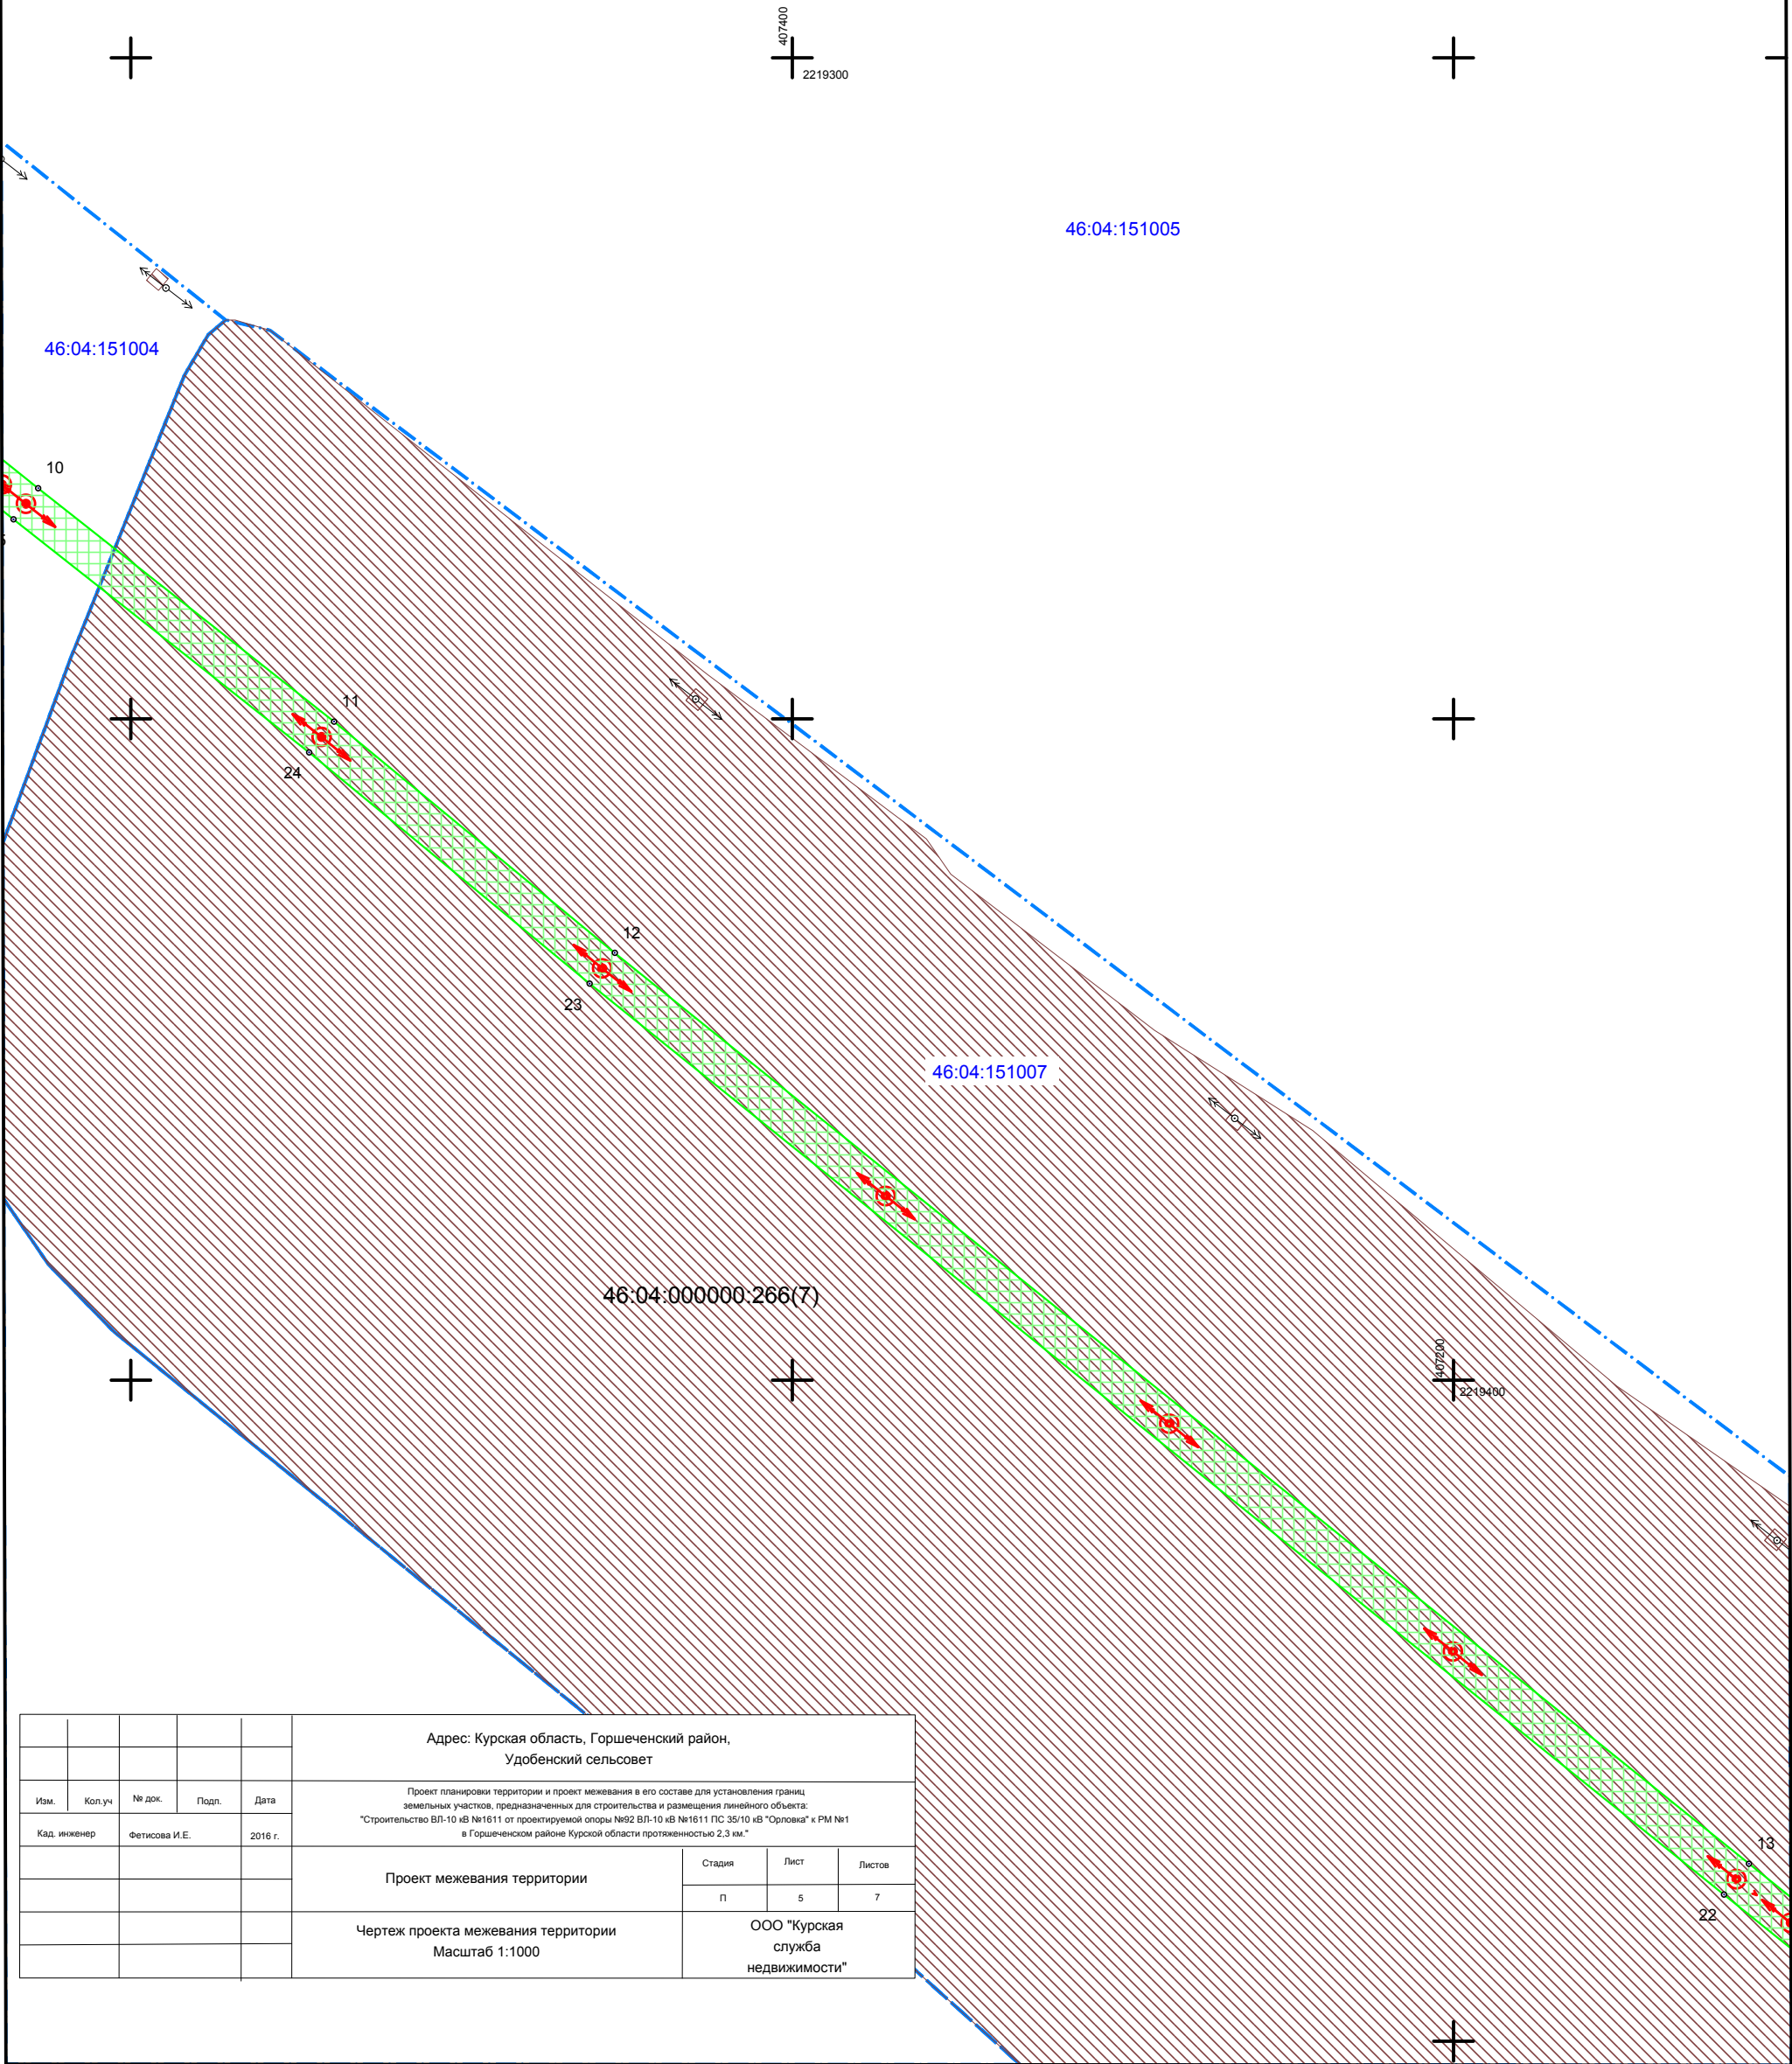 407400
2219300
46:04:151005
46:04:151004
10
11
24
12
23
46:04:151007
46:04:000000:266(7)
407200
2219400
13
22
Адрес: Курская область, Горшеченский район,
Удобенский сельсовет
Изм. Кол.уч № док. Подп. Дата
Проект планировки территории и проект межевания в его составе для установления границ
земельных участков, предназначенных для строительства и размещения линейного объекта:
"Строительство ВЛ-10 кВ №1611 от проектируемой опоры №92 ВЛ-10 кВ №1611 ПС 35/10 кВ "Орловка" к РМ №1
в Горшеченском районе Курской области протяженностью 2,3 км."
Кад. инженер Фетисова И.Е. 2016 г.
Проект межевания территории
Стадия Лист Листов
П 5 7
Чертеж проекта межевания территории
Масштаб 1:1000
ООО "Курская
служба
недвижимости"